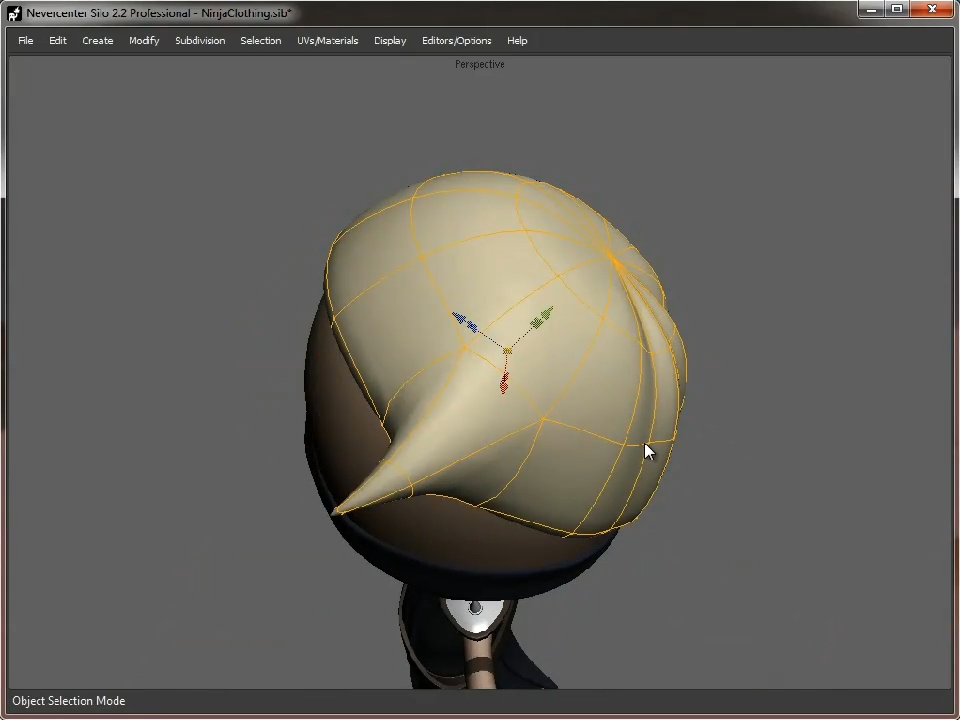 Nevercenter Silo 2.2 Professional - NinjaClothing.sib*
File Edit Create Modify Subdivision Selection UVs/Materials Display Editors/Options Help
Perspective
Object Selection Mode